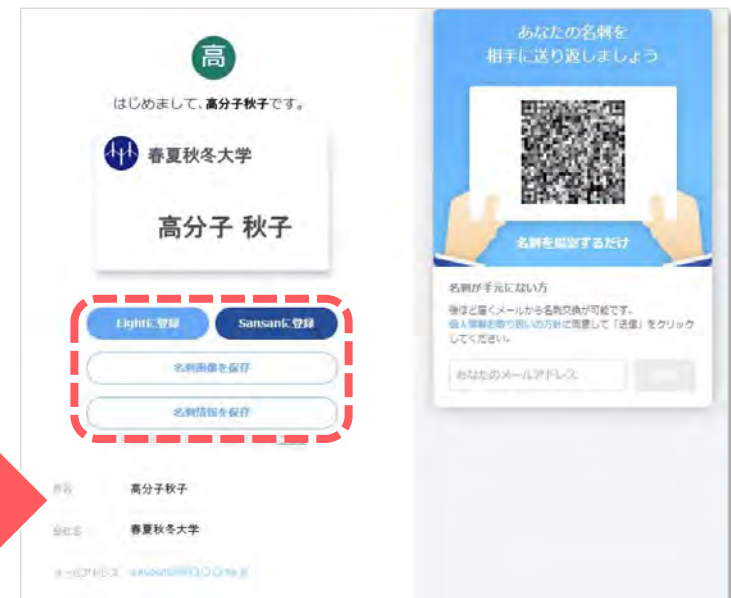 高
はじめまして、高分子秋子です。
春夏秋冬大学
高分子 秋子
Eightに登録
Sansanに登録
名刺画像を保存
名刺情報を保存
氏名
高分子秋子
会社名
春夏秋冬大学
メールアドレス
あなたの名刺を
相手に送り返しましょう
名刺を撮影するだけ
名刺が手元にない方
後ほど届くメールから名刺交換が可能です。
個人情報お取り扱いの方針に同意して「送信」をクリック
してください。
あなたのメールアドレス